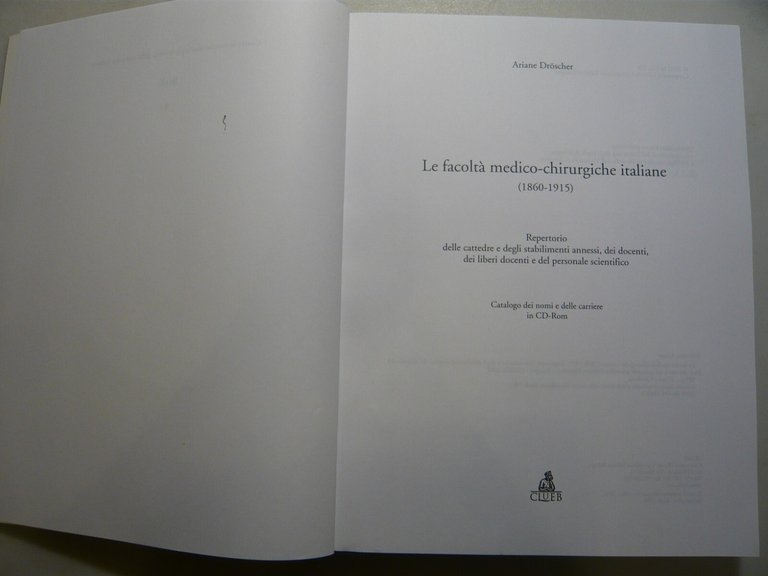 Ariane Dröscher
Le facoltà medico-chirurgiche italiane
(1860-1915)
Repertorio
delle cattedre e degli stabilimenti annessi, dei docenti,
dei liberi docenti e del personale scientifico
Catalogo dei nomi e delle carriere
in CD-Rom
CLUEB